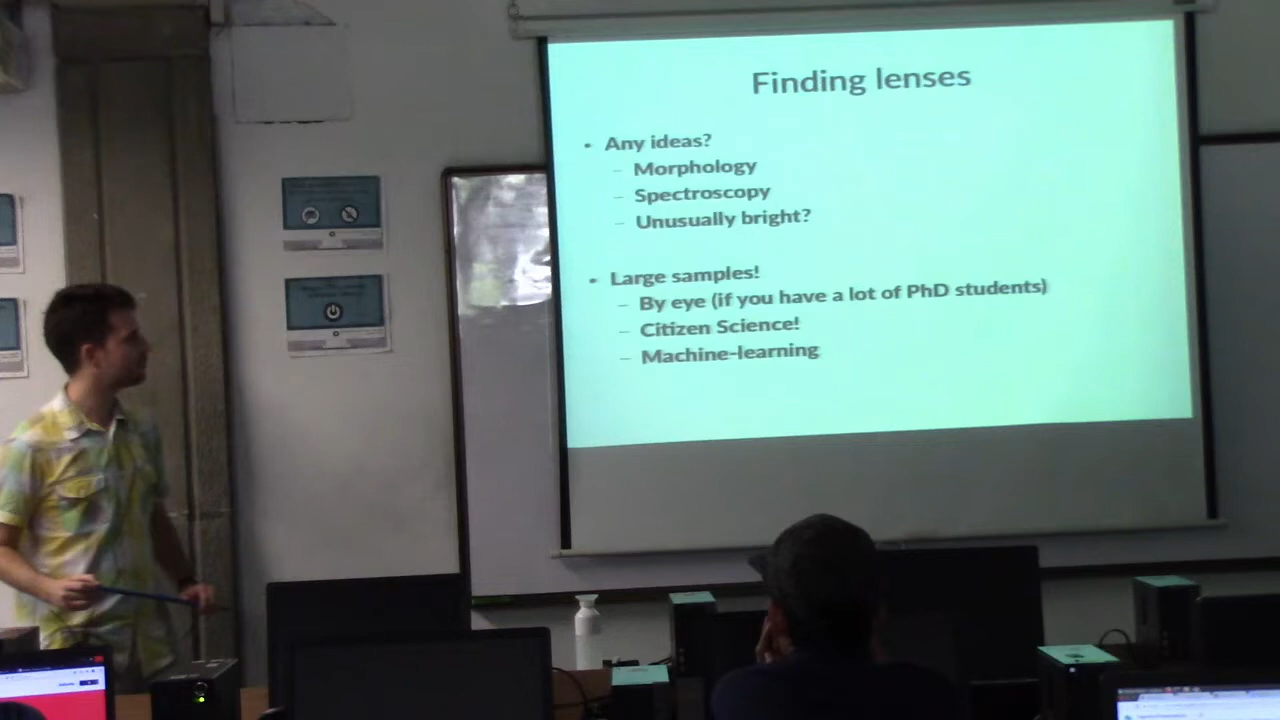 Finding lenses
• Any ideas?
– Morphology
– Spectroscopy
– Unusually bright?
• Large samples!
– By eye (if you have a lot of PhD students)
– Citizen Science!
– Machine-learning